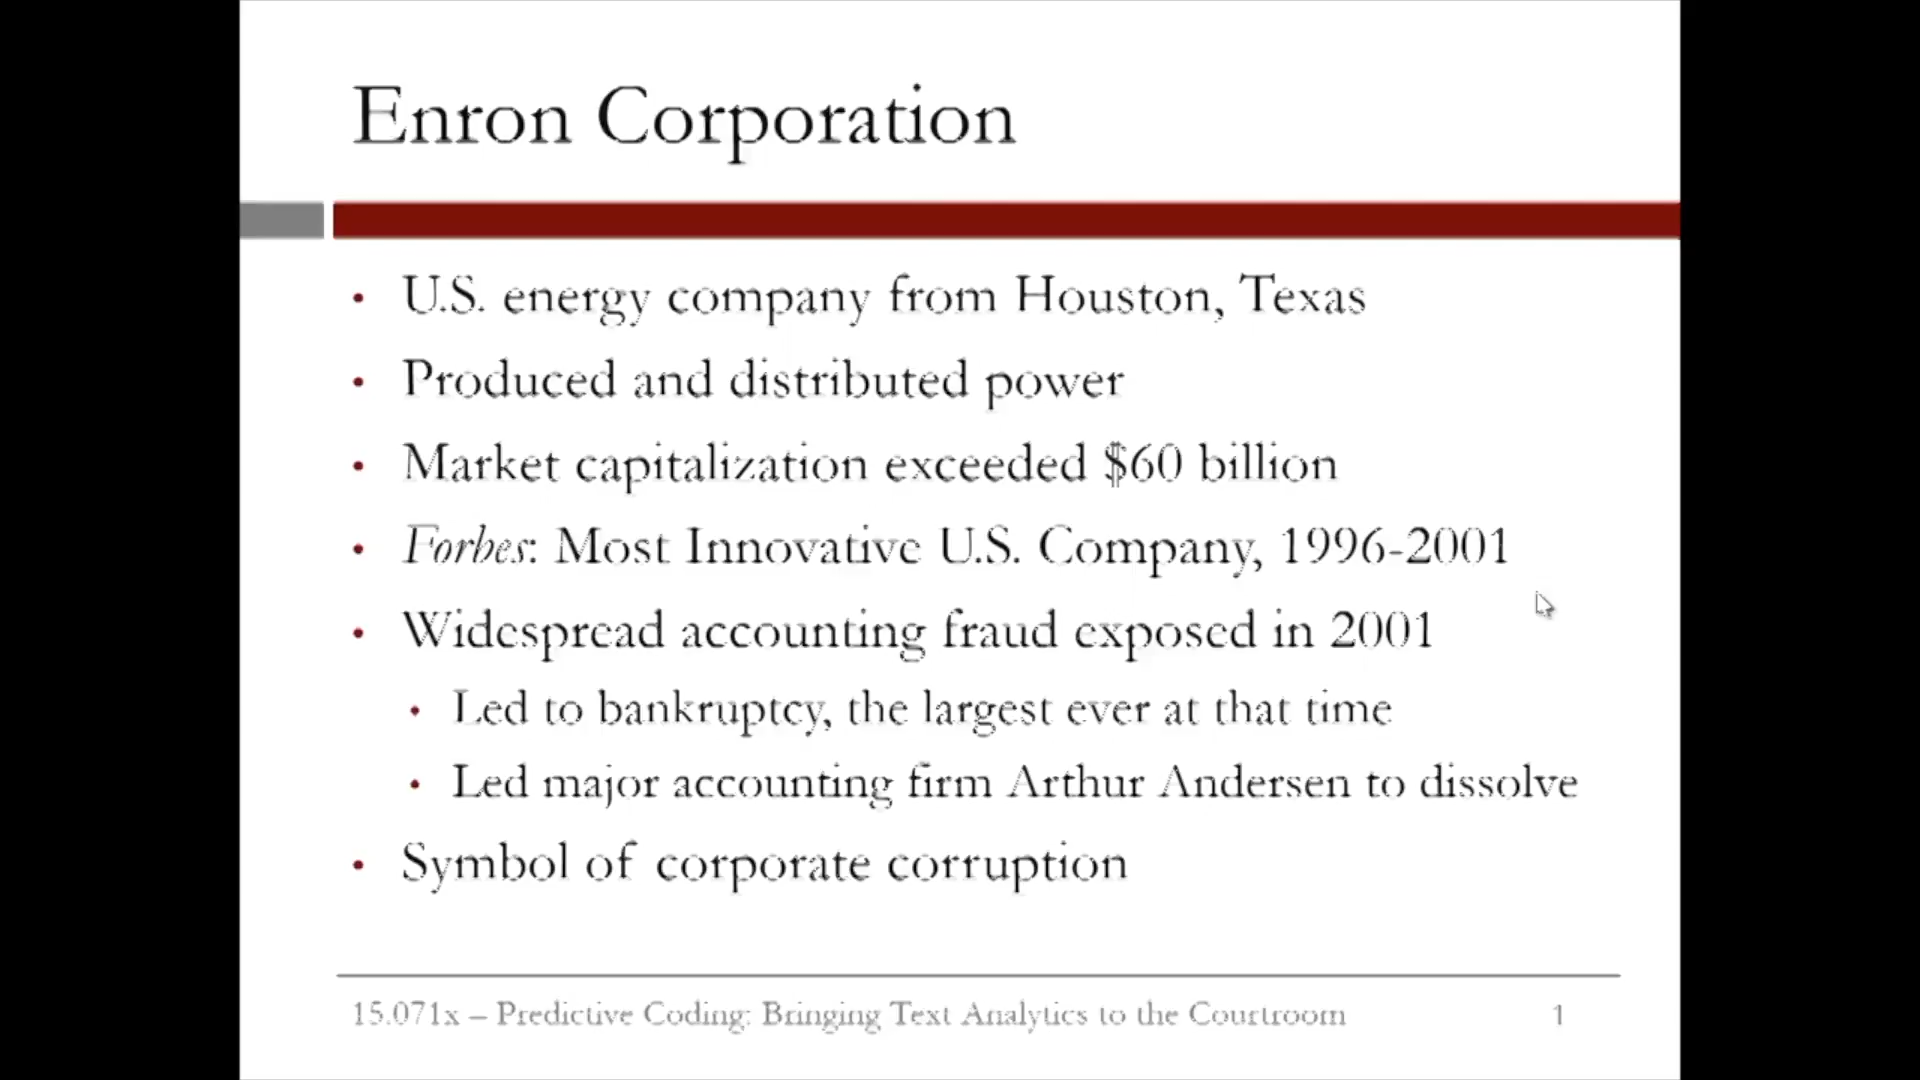 Enron Corporation
• U.S. energy company from Houston, Texas
• Produced and distributed power
• Market capitalization exceeded $60 billion
• Forbes: Most Innovative U.S. Company, 1996-2001
• Widespread accounting fraud exposed in 2001
• Led to bankruptcy, the largest ever at that time
• Led major accounting firm Arthur Andersen to dissolve
• Symbol of corporate corruption
15.071x – Predictive Coding: Bringing Text Analytics to the Courtroom 1